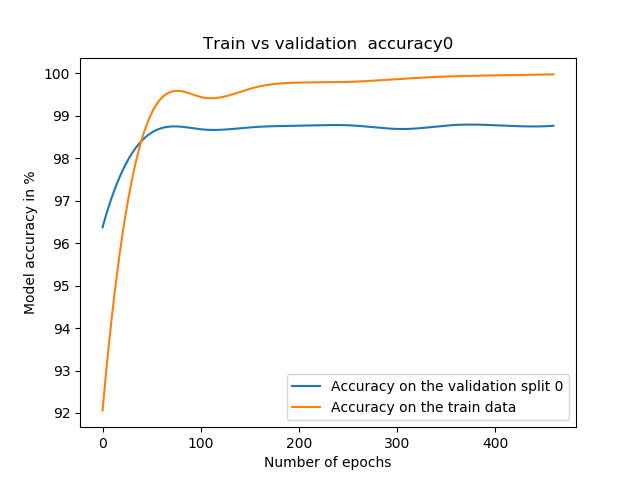 Train vs validation  accuracy0
Model accuracy in %
100
99
98
97
96
95
94
93
92
0
100
200
300
400
Number of epochs
Accuracy on the validation split 0
Accuracy on the train data